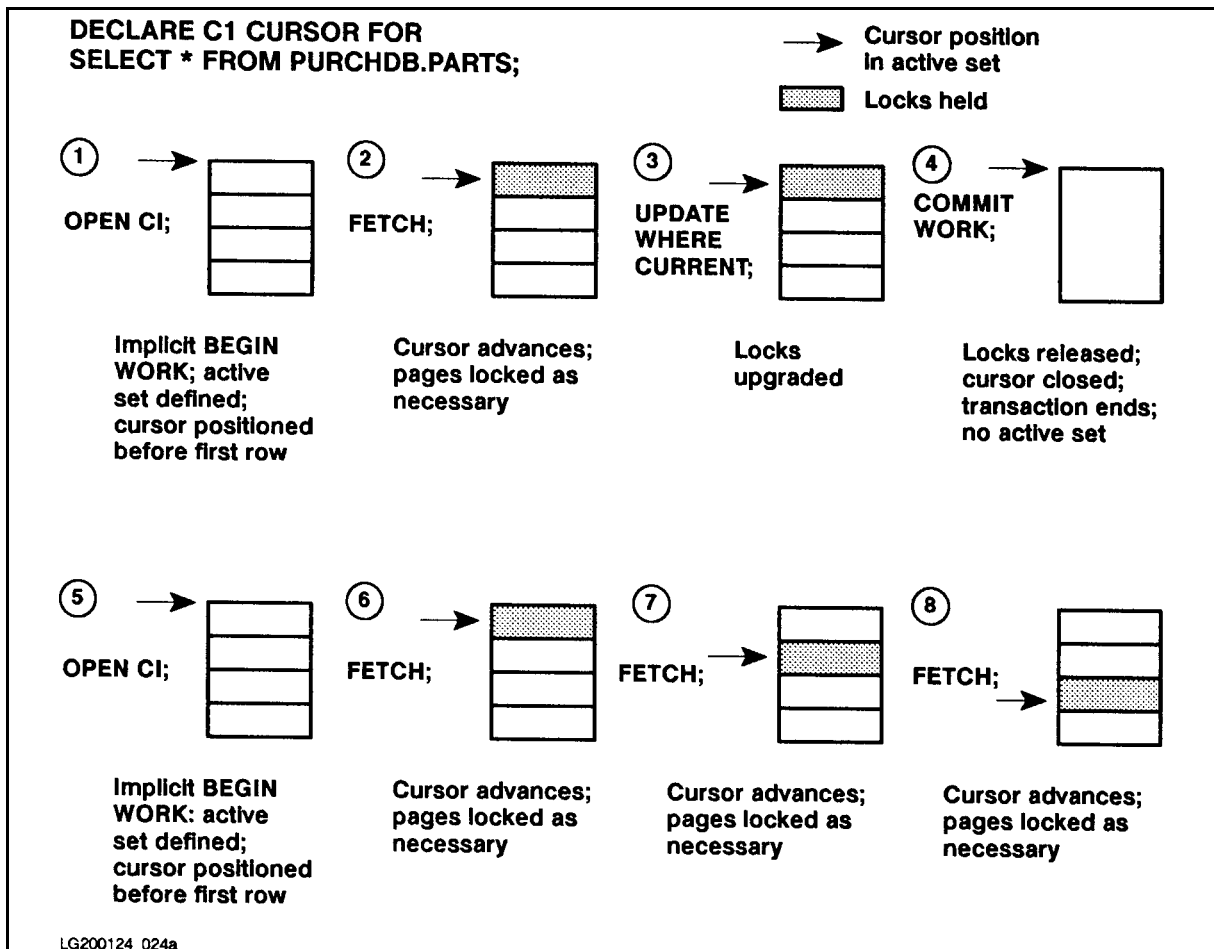 DECLARE C1 CURSOR FOR
SELECT * FROM PURCHDB.PARTS;
Cursor position
in active set
Locks held
1
OPEN CI;
Implicit BEGIN
WORK; active
set defined;
cursor positioned
before first row
2
FETCH;
Cursor advances;
pages locked as
necessary
3
UPDATE
WHERE
CURRENT;
Locks
upgraded
4
COMMIT
WORK;
Locks released;
cursor closed;
transaction ends;
no active set
5
OPEN CI;
Implicit BEGIN
WORK: active
set defined;
cursor positioned
before first row
6
FETCH;
Cursor advances;
pages locked as
necessary
7
FETCH;
Cursor advances;
pages locked as
necessary
8
FETCH;
Cursor advances;
pages locked as
necessary
LG200124_024a